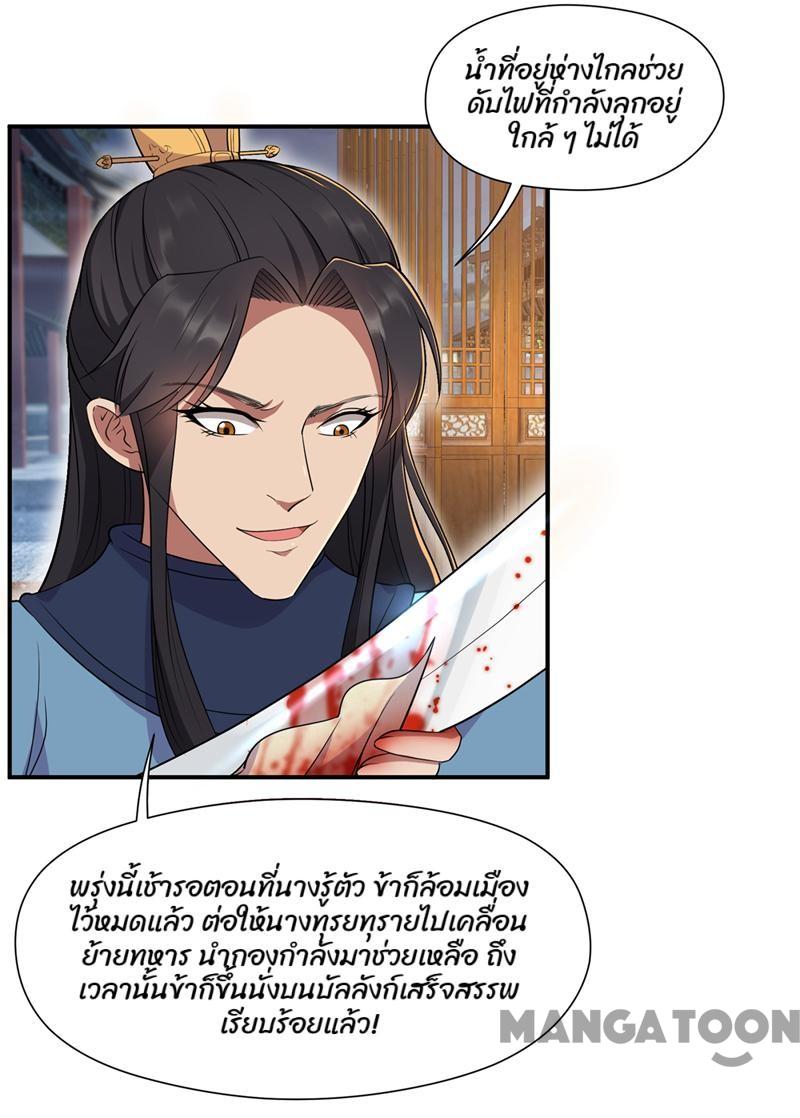 น้ำที่อยู่ห่างไกลช่วย
ดับไฟที่กำลังลุกอยู่
ใกล้ ๆ ไม่ได้
พรุ่งนี้เช้ารอตอนที่นางรู้ตัว ข้าก็ล้อมเมือง
ไว้หมดแล้ว ต่อให้นางทุรยทุรายไปเคลื่อน
ย้ายทหาร นำกองกำลังมาช่วยเหลือ ถึง
เวลานั้นข้าก็ขึ้นนั่งบนบัลลังก์เสร็จสรรพ
เรียบร้อยแล้ว!
MANGATOON